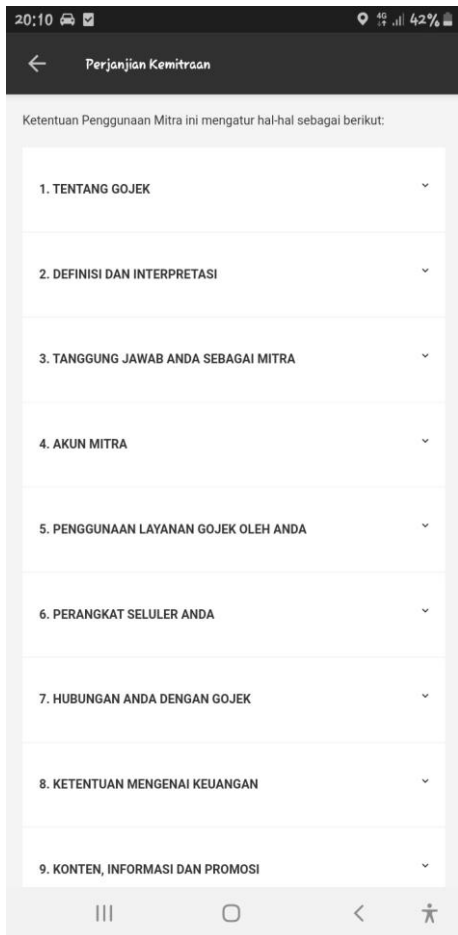 20:10 4G 42%
Perjanjian Kemitraan
Ketentuan Penggunaan Mitra ini mengatur hal-hal sebagai berikut:
1. TENTANG GOJEK
2. DEFINISI DAN INTERPRETASI
3. TANGGUNG JAWAB ANDA SEBAGAI MITRA
4. AKUN MITRA
5. PENGGUNAAN LAYANAN GOJEK OLEH ANDA
6. PERANGKAT SELULER ANDA
7. HUBUNGAN ANDA DENGAN GOJEK
8. KETENTUAN MENGENAI KEUANGAN
9. KONTEN, INFORMASI DAN PROMOSI